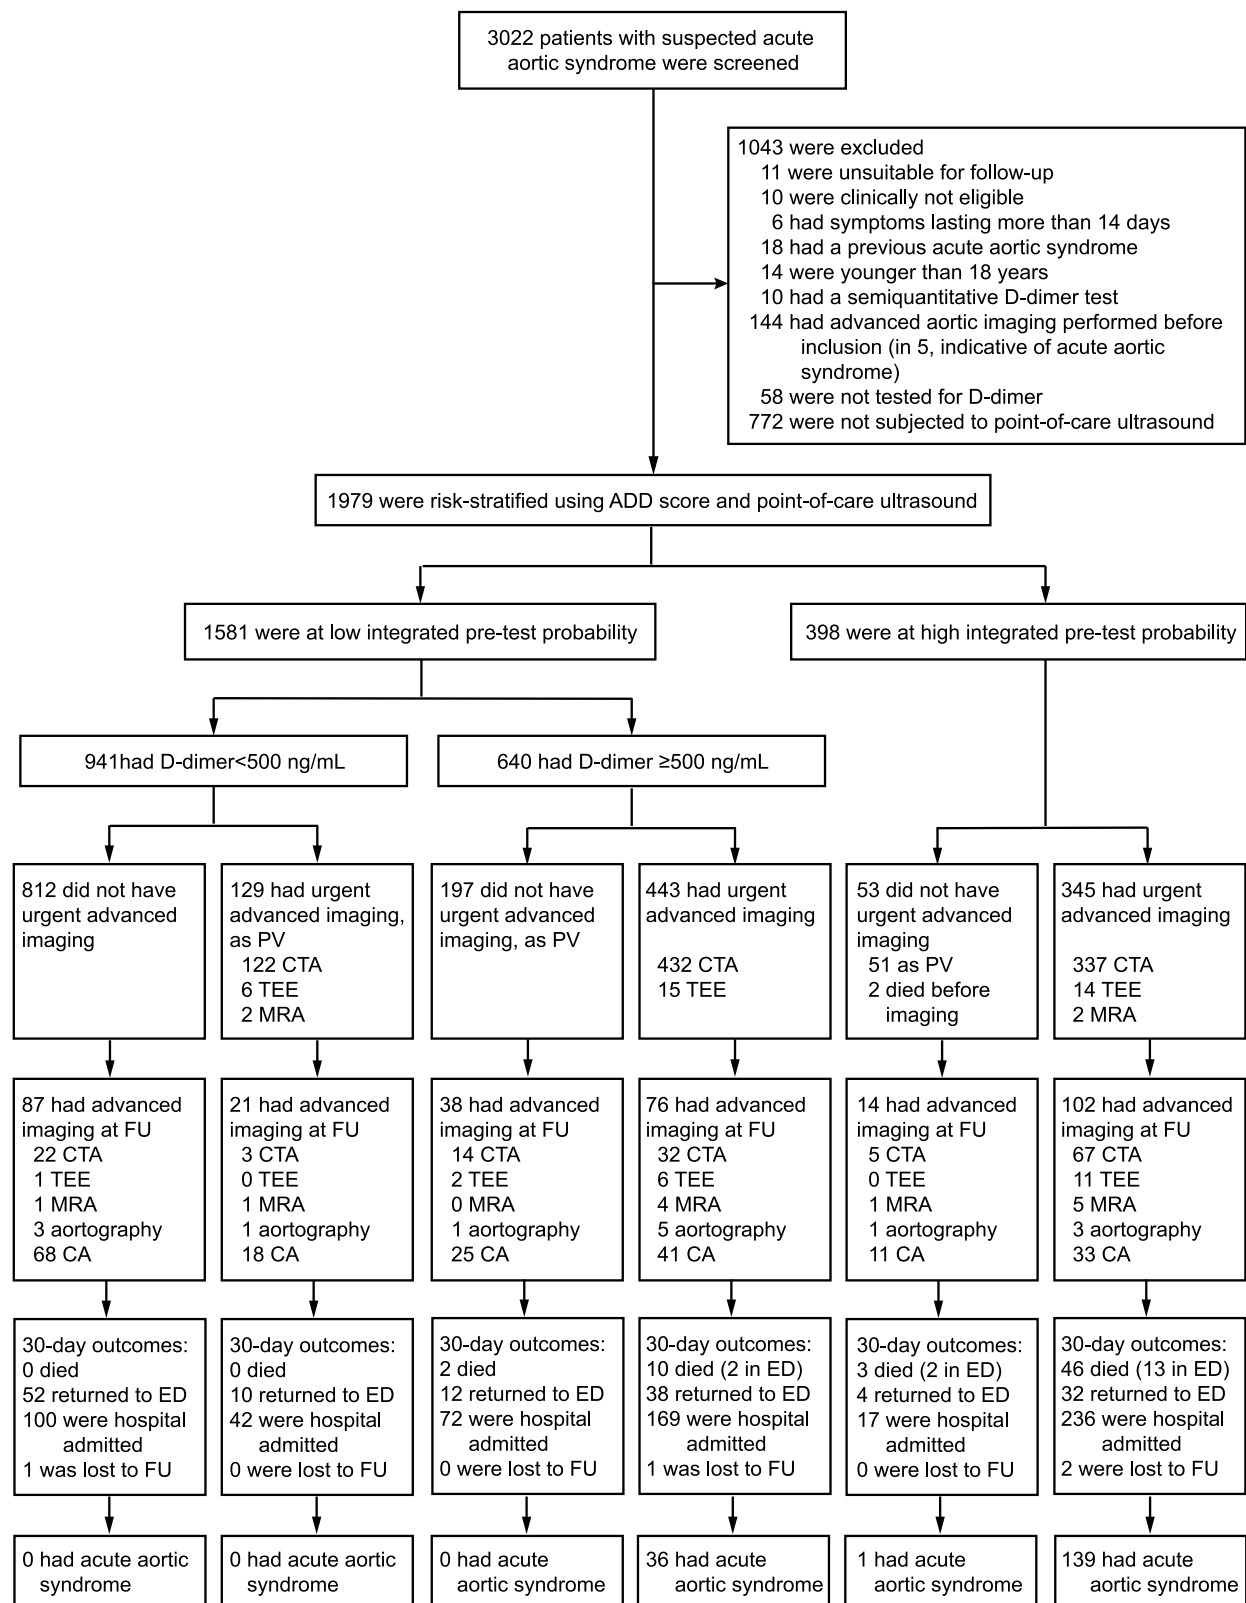 3022 patients with suspected acute
aortic syndrome were screened
1043 were excluded
11 were unsuitable for follow-up
10 were clinically not eligible
6 had symptoms lasting more than 14 days
18 had a previous acute aortic syndrome
14 were younger than 18 years
10 had a semiquantitative D-dimer test
144 had advanced aortic imaging performed before
inclusion (in 5, indicative of acute aortic
syndrome)
58 were not tested for D-dimer
772 were not subjected to point-of-care ultrasound
1979 were risk-stratified using ADD score and point-of-care ultrasound
1581 were at low integrated pre-test probability
398 were at high integrated pre-test probability
941had D-dimer<500 ng/mL
640 had D-dimer ≥500 ng/mL
812 did not have
urgent advanced
imaging
129 had urgent
advanced imaging,
as PV
122 CTA
6 TEE
2 MRA
197 did not have
urgent advanced
imaging, as PV
443 had urgent
advanced imaging
432 CTA
15 TEE
53 did not have
urgent advanced
imaging
51 as PV
2 died before
imaging
345 had urgent
advanced imaging
337 CTA
14 TEE
2 MRA
87 had advanced
imaging at FU
22 CTA
1 TEE
1 MRA
3 aortography
68 CA
21 had advanced
imaging at FU
3 CTA
0 TEE
1 MRA
1 aortography
18 CA
38 had advanced
imaging at FU
14 CTA
2 TEE
0 MRA
1 aortography
25 CA
76 had advanced
imaging at FU
32 CTA
6 TEE
4 MRA
5 aortography
41 CA
14 had advanced
imaging at FU
5 CTA
0 TEE
1 MRA
1 aortography
11 CA
102 had advanced
imaging at FU
67 CTA
11 TEE
5 MRA
3 aortography
33 CA
30-day outcomes:
0 died
52 returned to ED
100 were hospital
admitted
1 was lost to FU
30-day outcomes:
0 died
10 returned to ED
42 were hospital
admitted
0 were lost to FU
30-day outcomes:
2 died
12 returned to ED
72 were hospital
admitted
0 were lost to FU
30-day outcomes:
10 died (2 in ED)
38 returned to ED
169 were hospital
admitted
1 was lost to FU
30-day outcomes:
3 died (2 in ED)
4 returned to ED
17 were hospital
admitted
0 were lost to FU
30-day outcomes:
46 died (13 in ED)
32 returned to ED
236 were hospital
admitted
2 were lost to FU
0 had acute aortic
syndrome
0 had acute aortic
syndrome
0 had acute
aortic syndrome
36 had acute
aortic syndrome
1 had acute
aortic syndrome
139 had acute
aortic syndrome